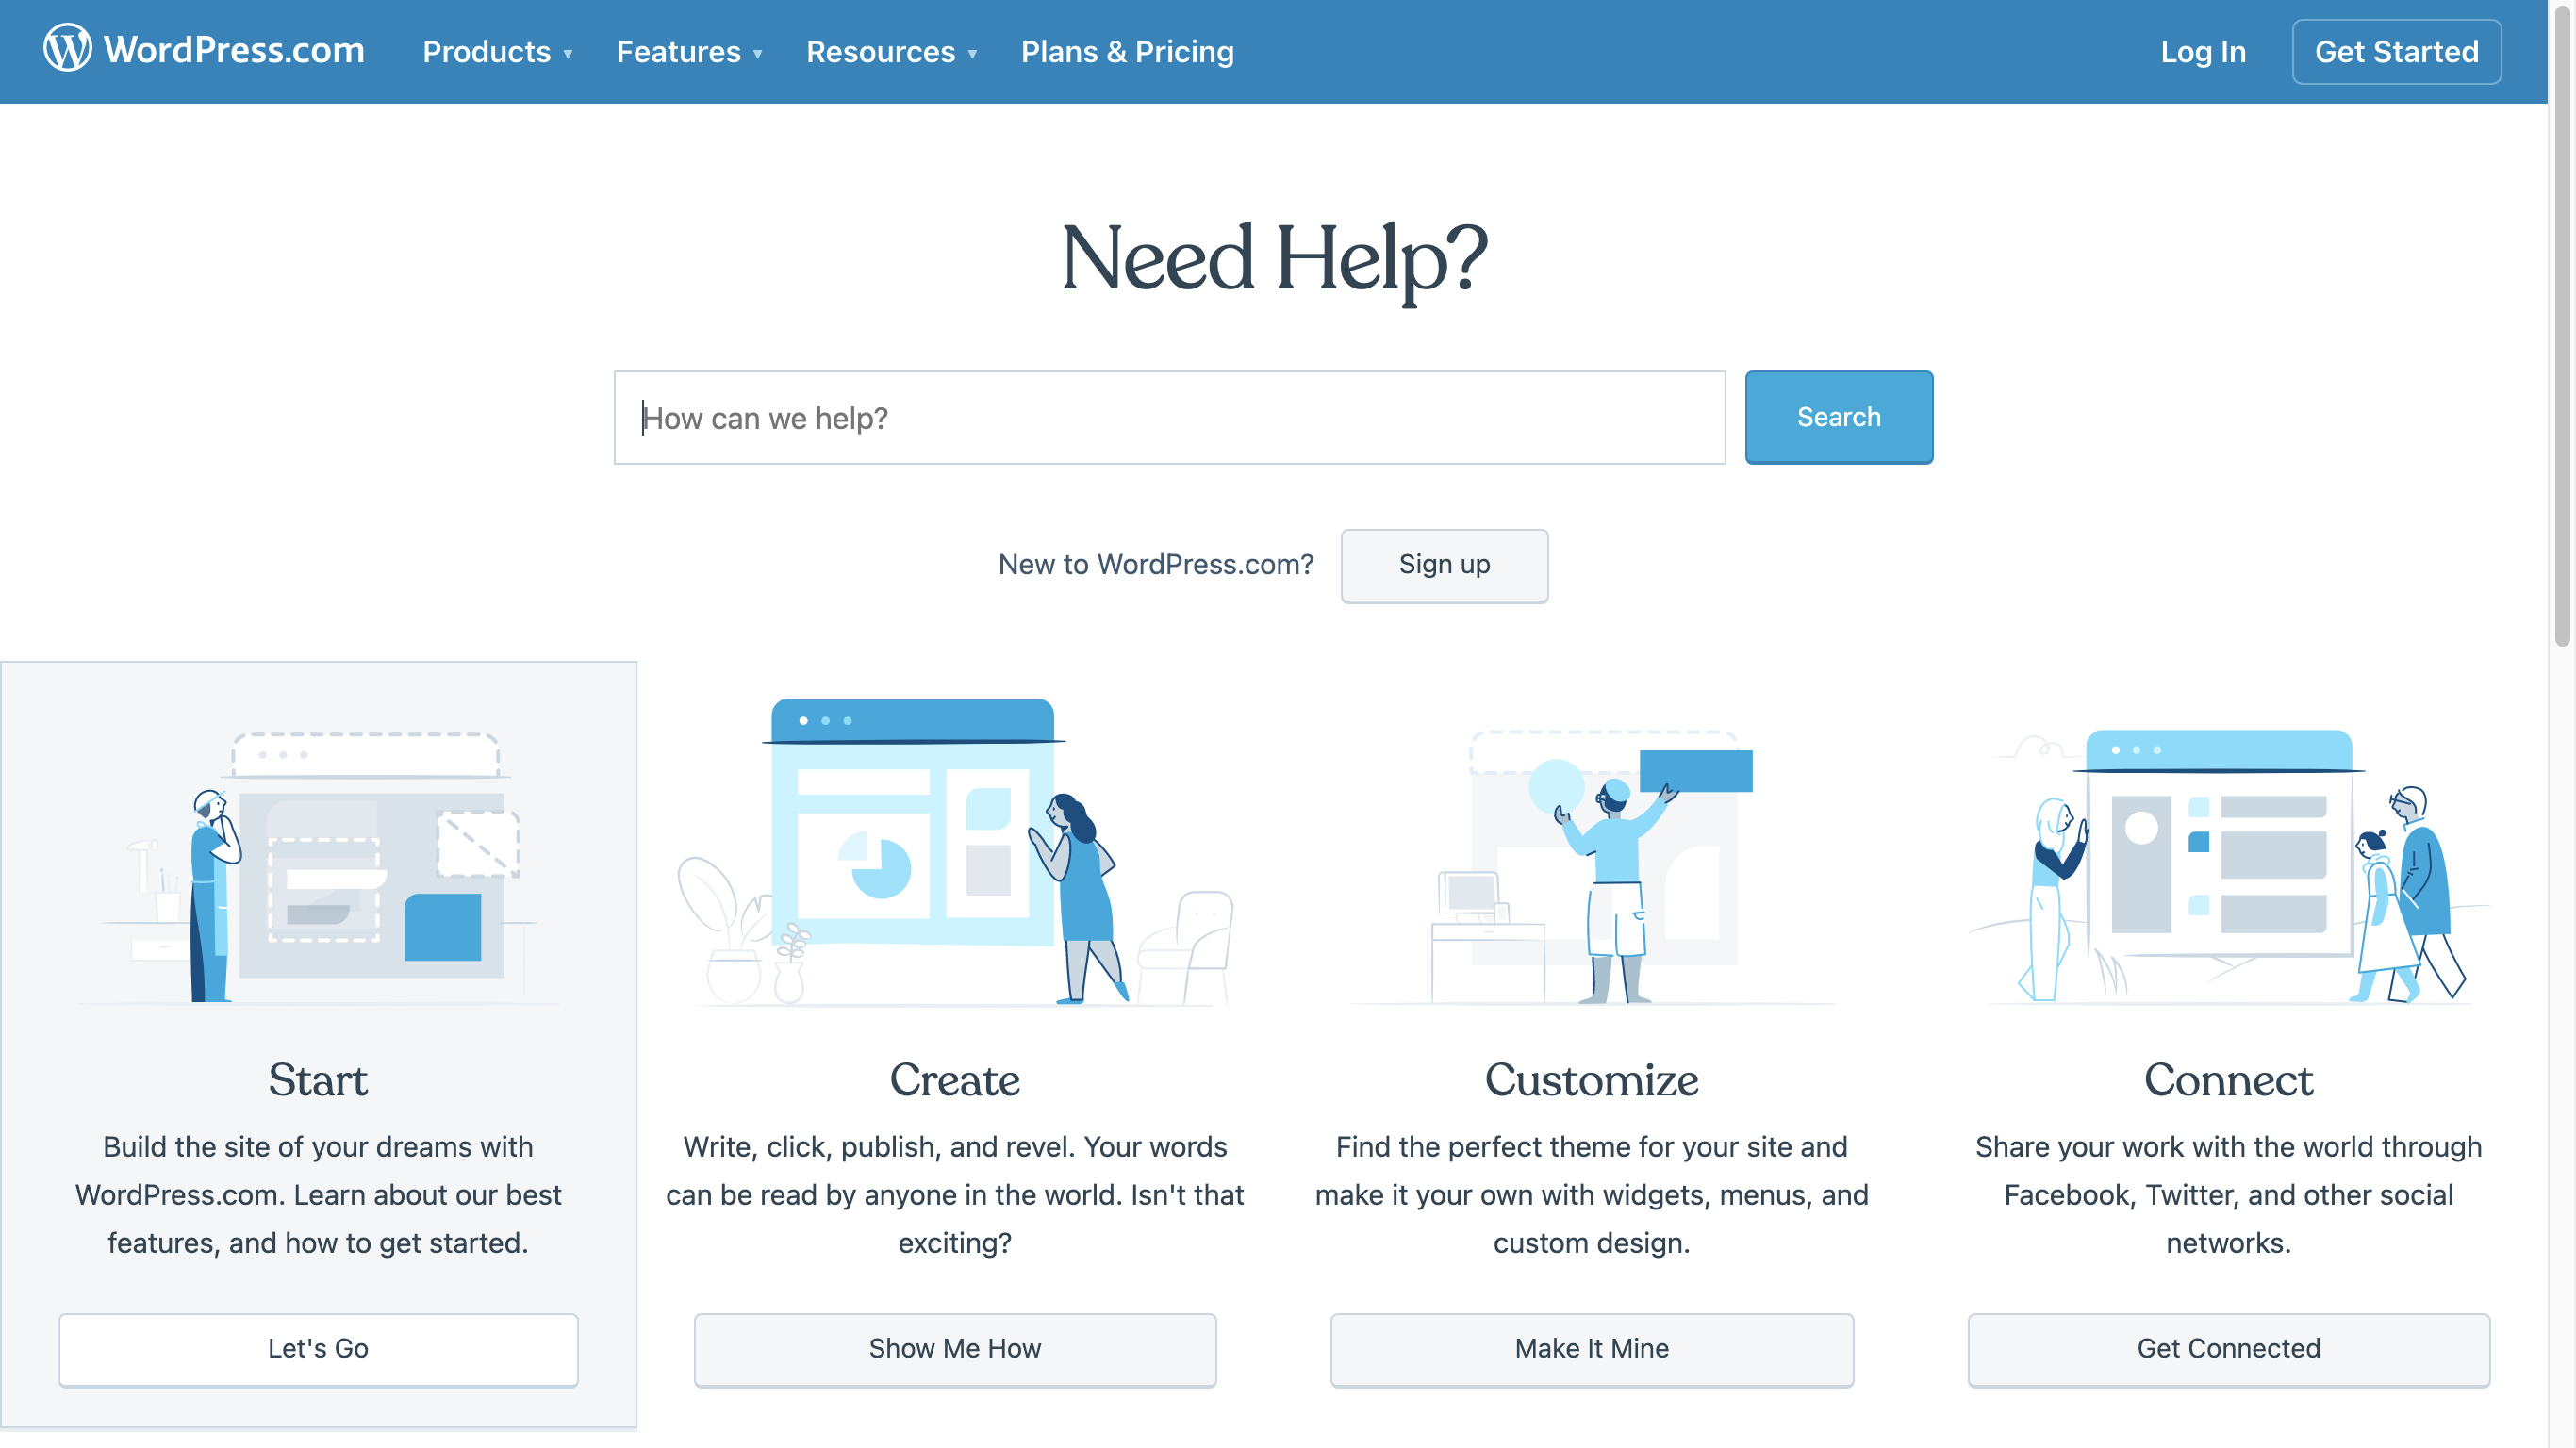 WordPress.com Products Features Resources Plans & Pricing Log In Get Started
Need Help?
How can we help? Search
New to WordPress.com? Sign up
Start
Build the site of your dreams with
WordPress.com. Learn about our best
features, and how to get started.
Let's Go
Create
Write, click, publish, and revel. Your words
can be read by anyone in the world. Isn't that
exciting?
Show Me How
Customize
Find the perfect theme for your site and
make it your own with widgets, menus, and
custom design.
Make It Mine
Connect
Share your work with the world through
Facebook, Twitter, and other social
networks.
Get Connected